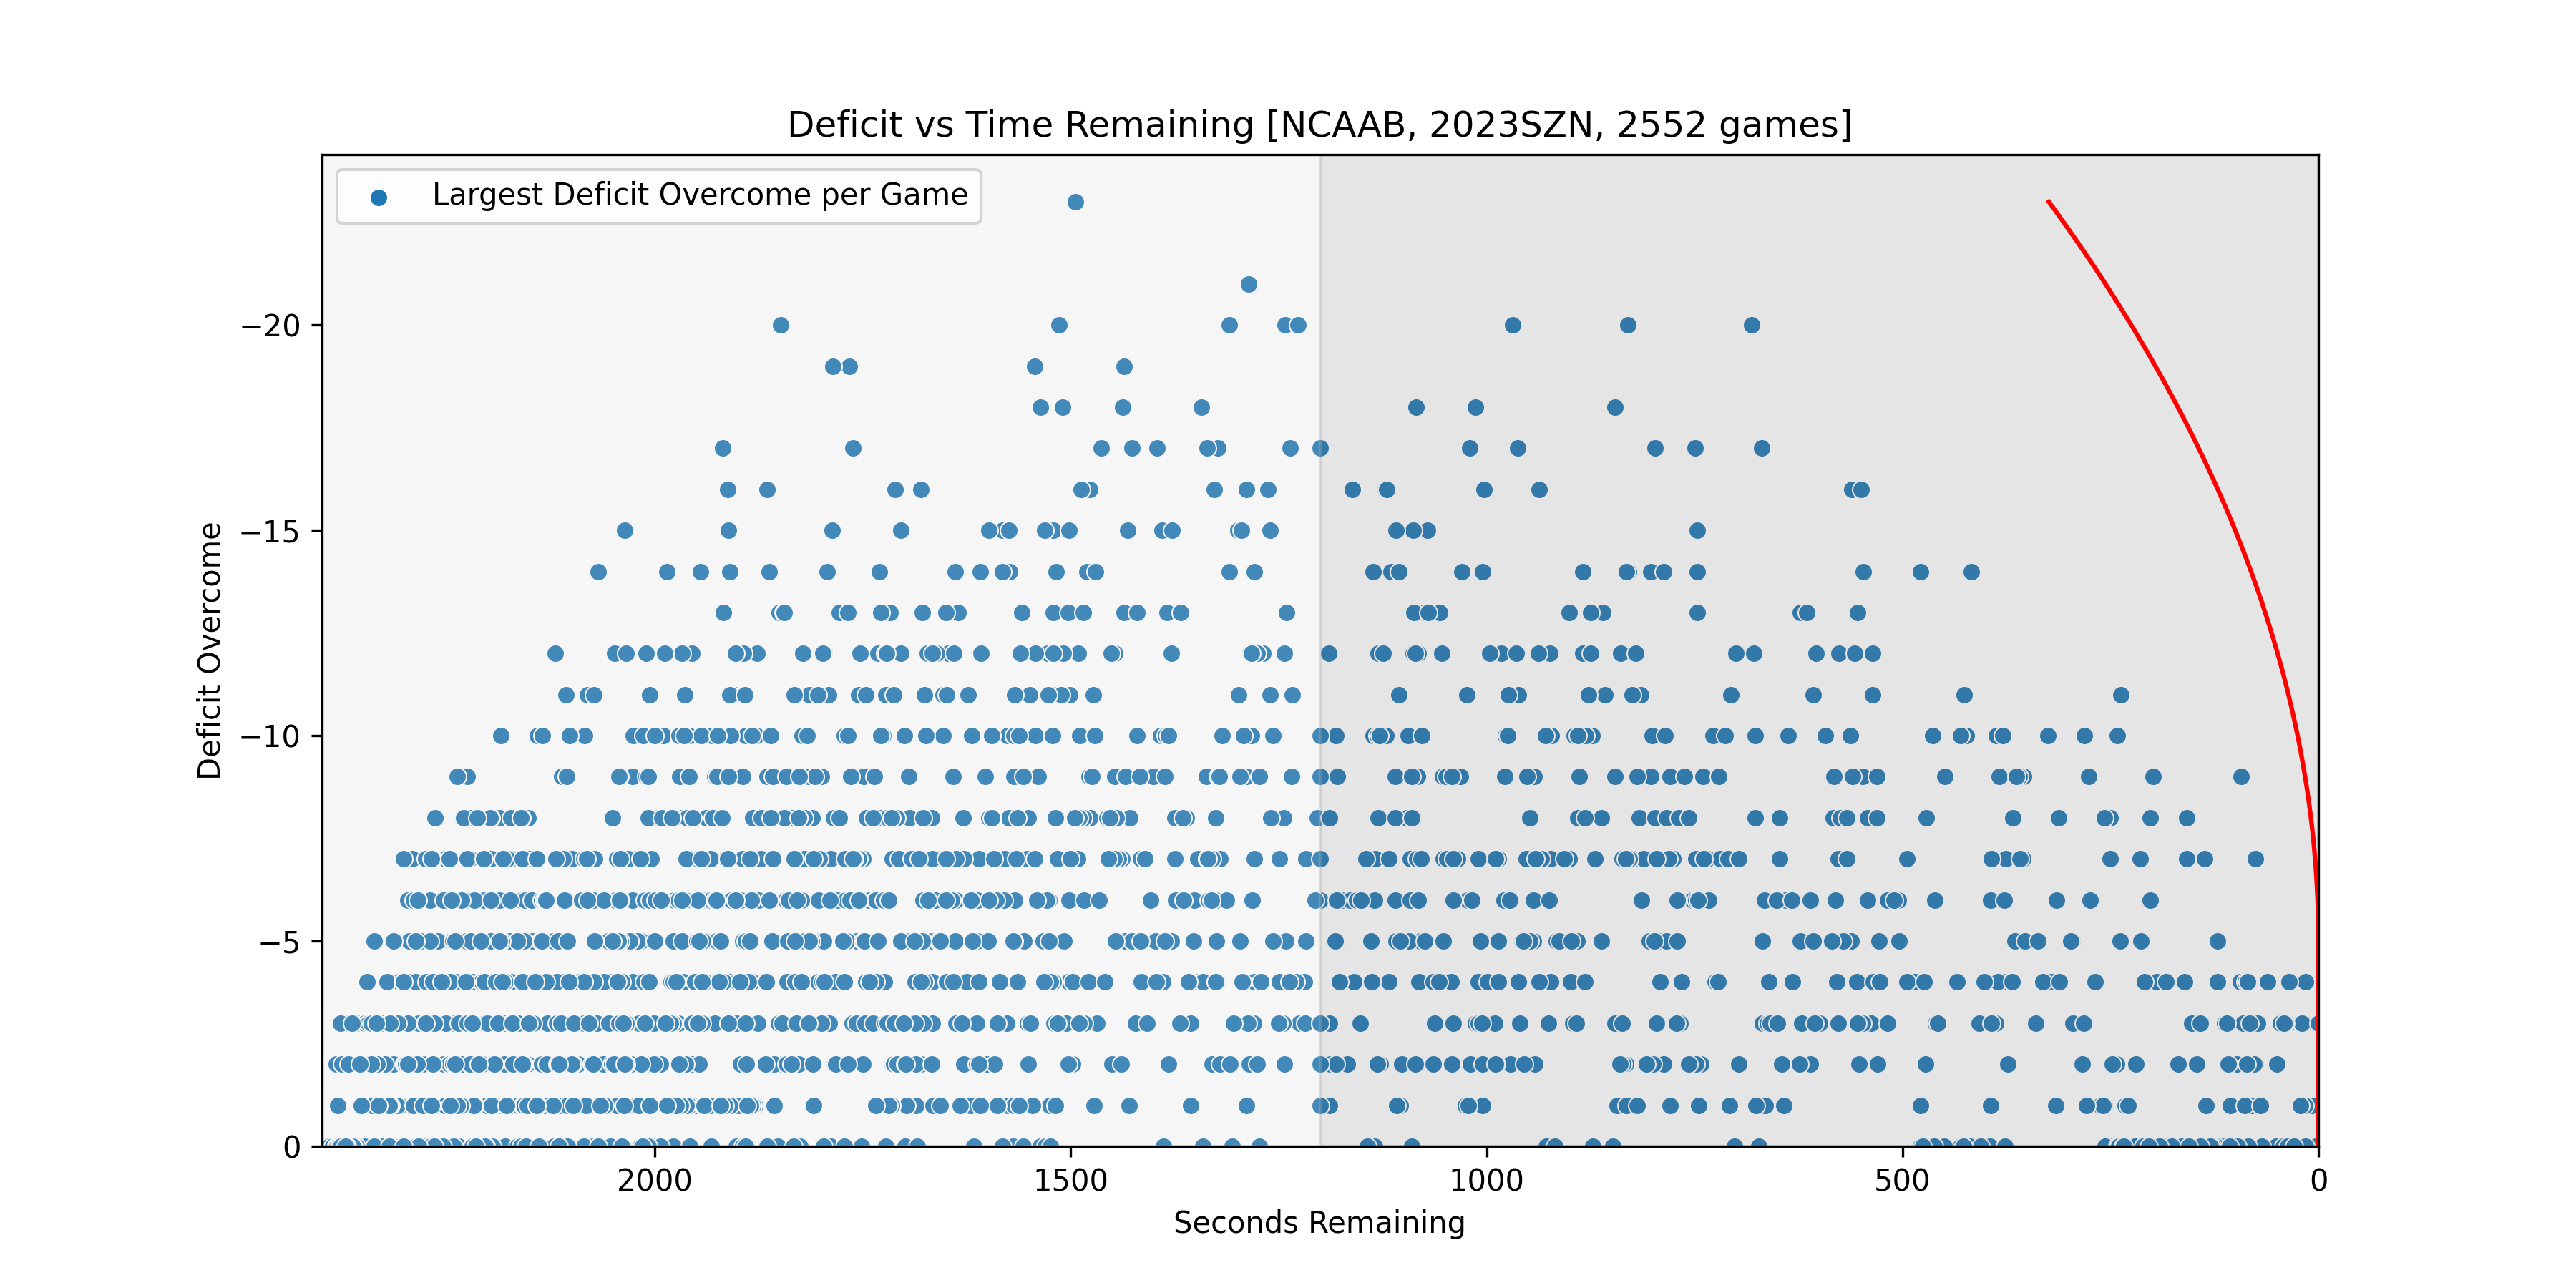 Deficit vs Time Remaining [NCAAB, 2023SZN, 2552 games]
Largest Deficit Overcome per Game
−20
−15
−10
−5
0
Deficit Overcome
2000
1500
1000
500
0
Seconds Remaining